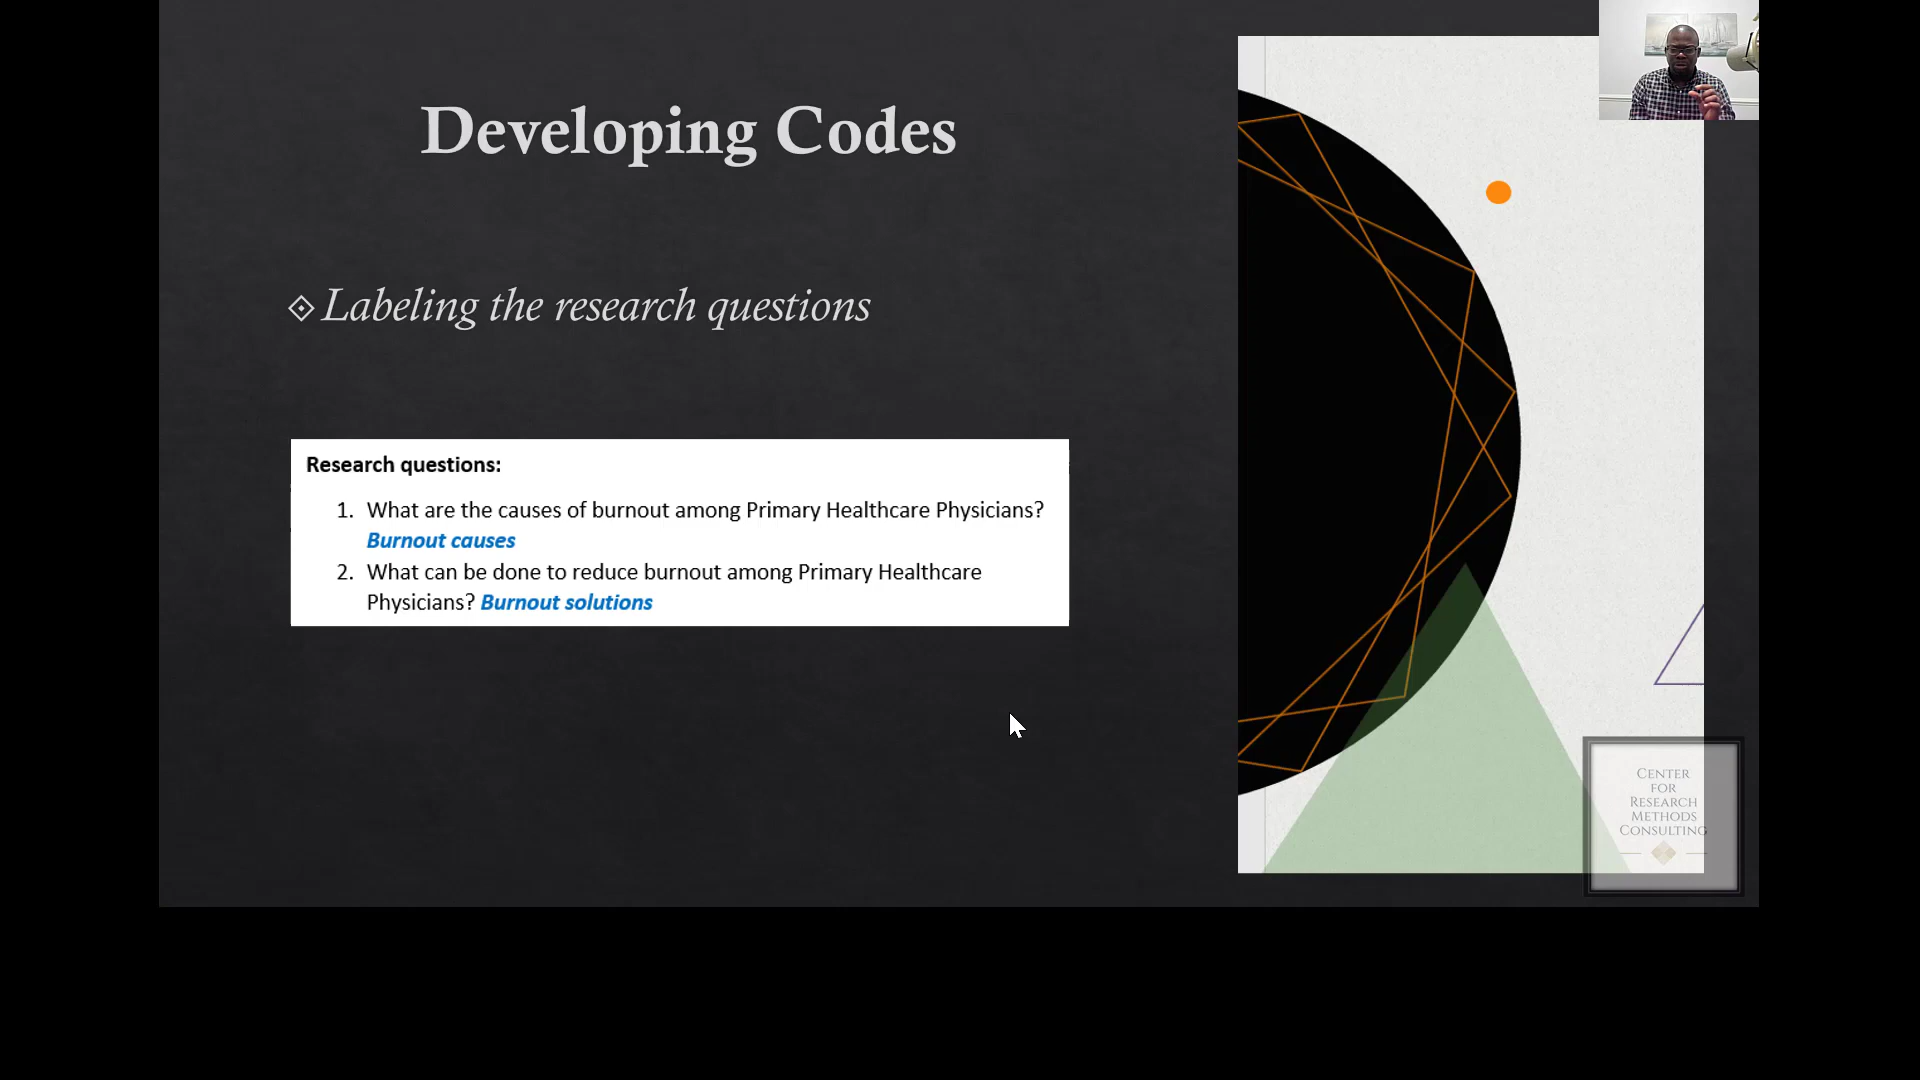 Developing Codes
Labeling the research questions
Research questions:
1. What are the causes of burnout among Primary Healthcare Physicians?
Burnout causes
2. What can be done to reduce burnout among Primary Healthcare
Physicians? Burnout solutions
CENTER
FOR
RESEARCH
METHODS
CONSULTING